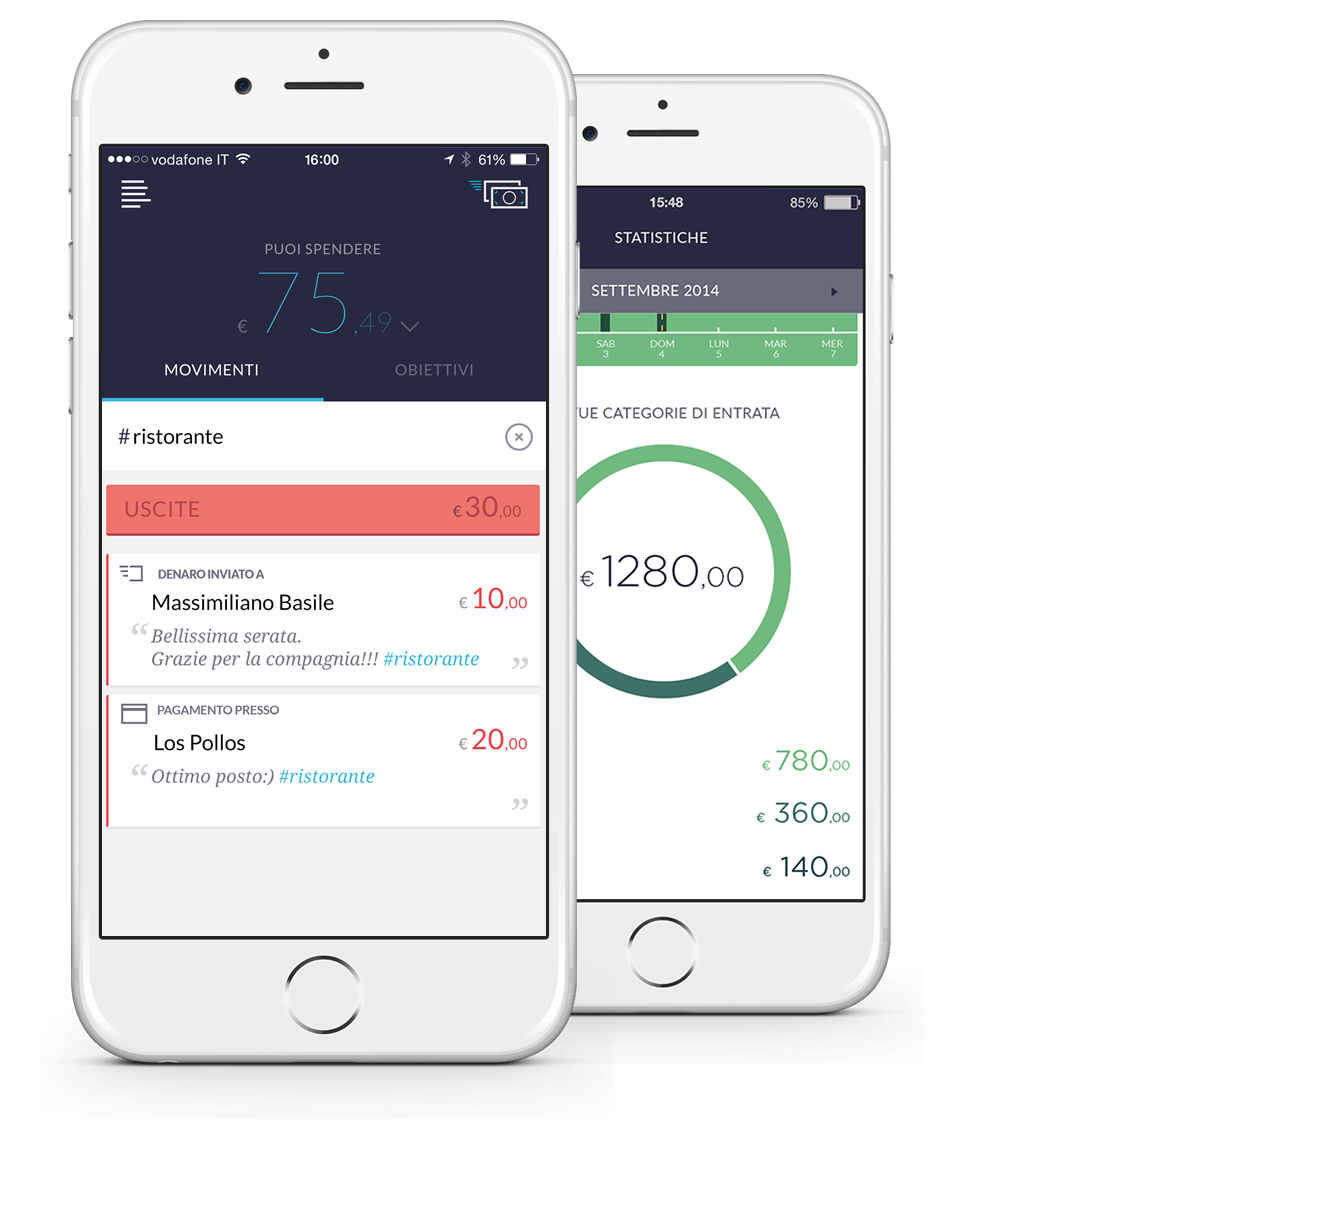 vodafone IT 16:00 61%
PUOI SPENDERE
€ 75,49
MOVIMENTI OBIETTIVI
#ristorante
USCITE €30,00
DENARO INVIATO A
Massimiliano Basile €10,00
“Bellissima serata.
Grazie per la compagnia!!! #ristorante ”
PAGAMENTO PRESSO
Los Pollos €20,00
“Ottimo posto:) #ristorante
”
15:48 85%
STATISTICHE
SETTEMBRE 2014
SAB DOM LUN MAR MER
3 4 5 6 7
CATEGORIE DI ENTRATA
€ 1280,00
€ 780,00
€ 360,00
€ 140,00